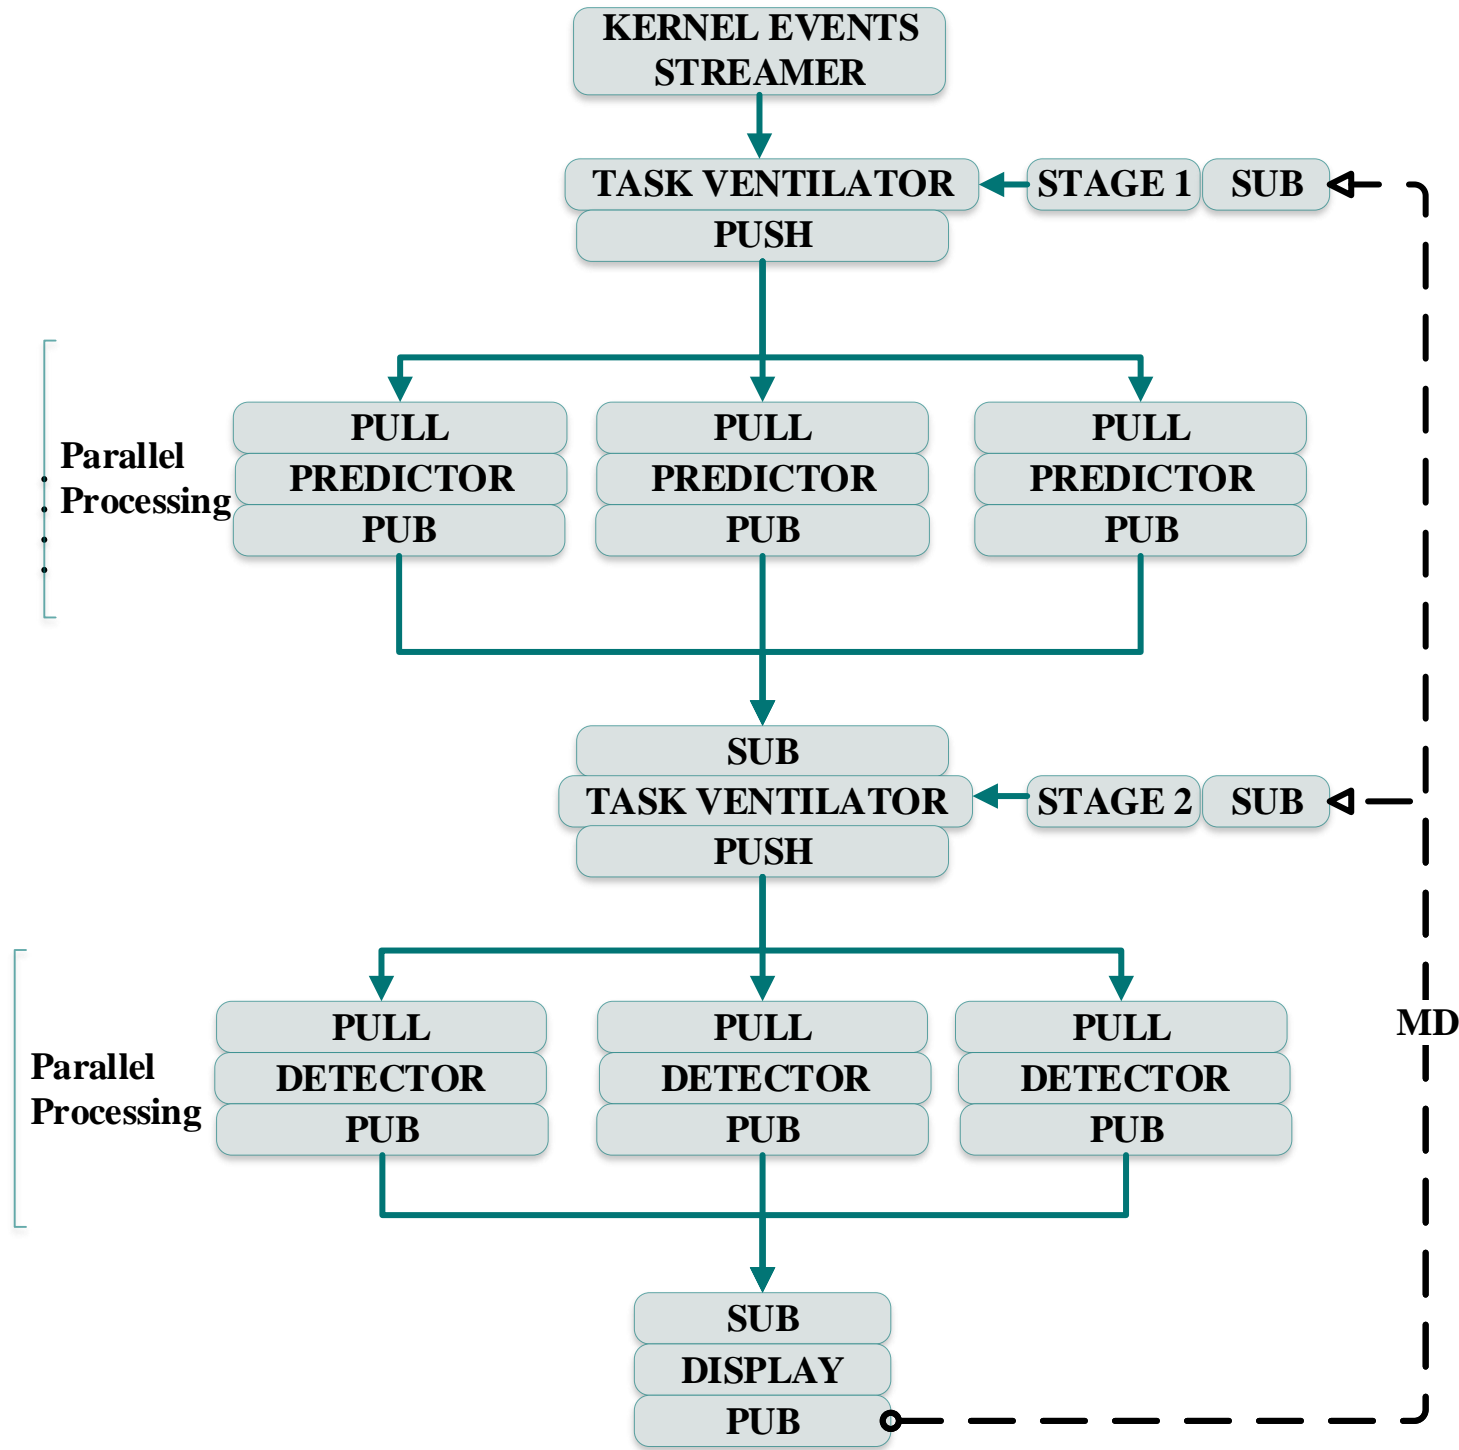 KERNEL EVENTS
STREAMER
TASK VENTILATOR
STAGE 1
SUB
PUSH
Parallel
Processing
PULL
PULL
PULL
PREDICTOR
PREDICTOR
PREDICTOR
PUB
PUB
PUB
SUB
TASK VENTILATOR
STAGE 2
SUB
PUSH
MD
Parallel
Processing
PULL
PULL
PULL
DETECTOR
DETECTOR
DETECTOR
PUB
PUB
PUB
SUB
DISPLAY
PUB